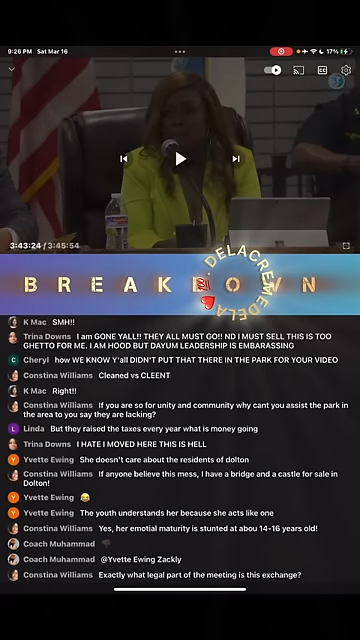 9:26 PM Sat Mar 16
17%
CC
3:43:24 / 3:45:54
DELACREMEDELA
BREAKDOWN
K Mac SMH!!
Trina Downs I am GONE YALL!! THEY ALL MUST GO!! ND I MUST SELL THIS IS TOO
GHETTO FOR ME. I AM HOOD BUT DAYUM LEADERSHIP IS EMBARASSING
C Cheryl how WE KNOW Y'all DIDN"T PUT THAT THERE IN THE PARK FOR YOUR VIDEO
Constina Williams Cleaned vs CLEENT
K Mac Right!!
Constina Williams If you are so for unity and community why cant you assist the park in
the area to you say they are lacking?
L Linda But they raised the taxes every year what is money going
Trina Downs I HATE I MOVED HERE THIS IS HELL
Y Yvette Ewing She doesn't care about the residents of dolton
Constina Williams If anyone believe this mess, I have a bridge and a castle for sale in
Dolton!
Y Yvette Ewing 😂
Y Yvette Ewing The youth understands her because she acts like one
Constina Williams Yes, her emotial maturity is stunted at abou 14-16 years old!
Coach Muhammad 👎🏿
Coach Muhammad @Yvette Ewing Zackly
Constina Williams Exactly what legal part of the meeting is this exchange?